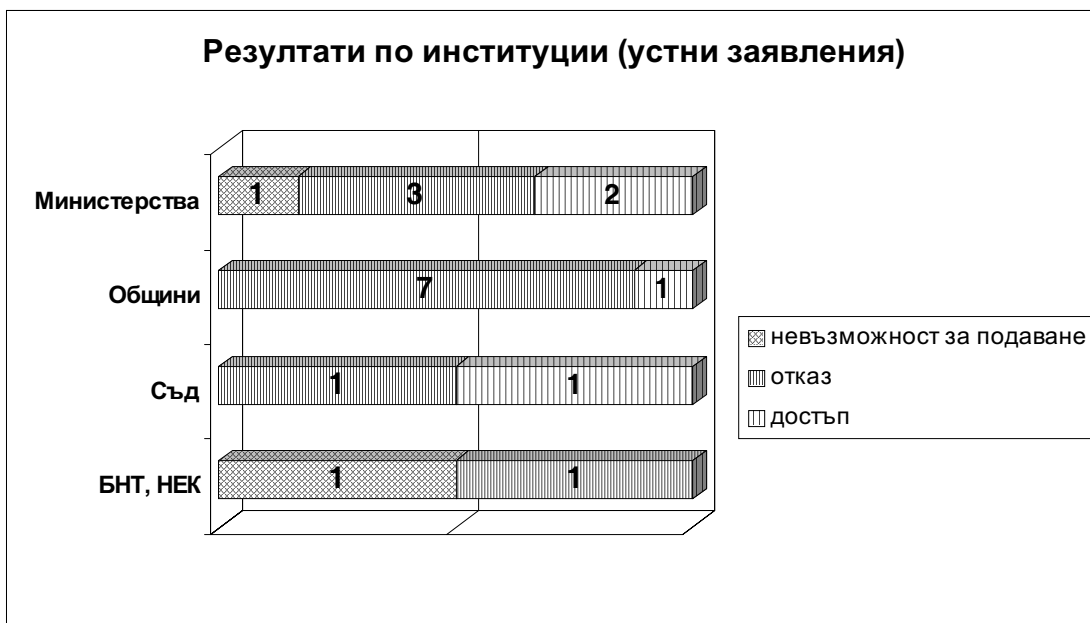 Резултати по институции (устни заявления)
Министерства
1 3 2
Общини
7 1
Съд
1 1
БНТ, НЕК
1 1
невъзможност за подаване
отказ
достъп